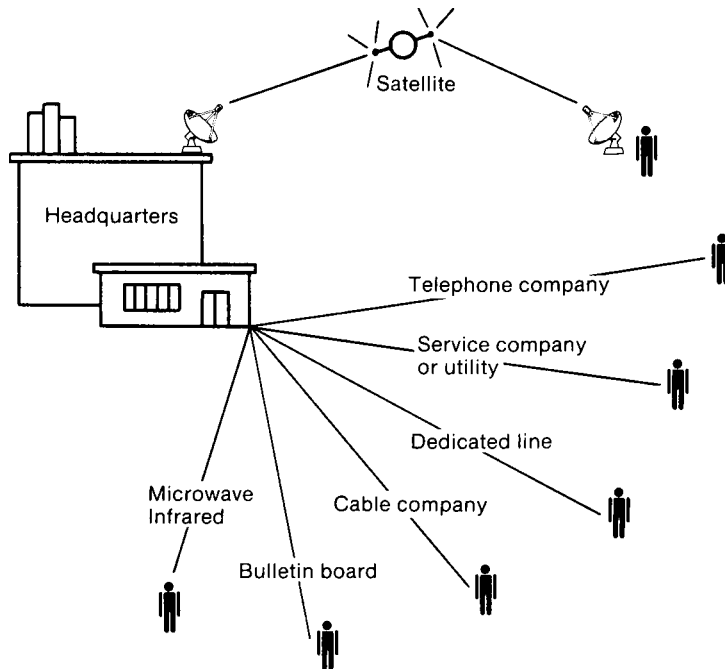 Satellite
Headquarters
Telephone company
Service company
or utility
Dedicated line
Cable company
Microwave
Infrared
Bulletin board